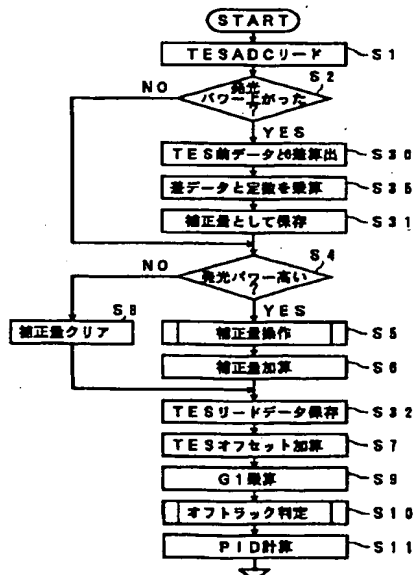 START
TESADCリード S1
発光パワー上がった? S2
NO
YES
TES前データとの差算出 S30
差データと定数を乗算 S35
補正量として保存 S31
発光パワー高い? S4
NO
YES
補正量クリア S8
補正量操作 S5
補正量加算 S6
TESリードデータ保存 S32
TESオフセット加算 S7
G1乗算 S9
オフトラック判定 S10
PID計算 S11